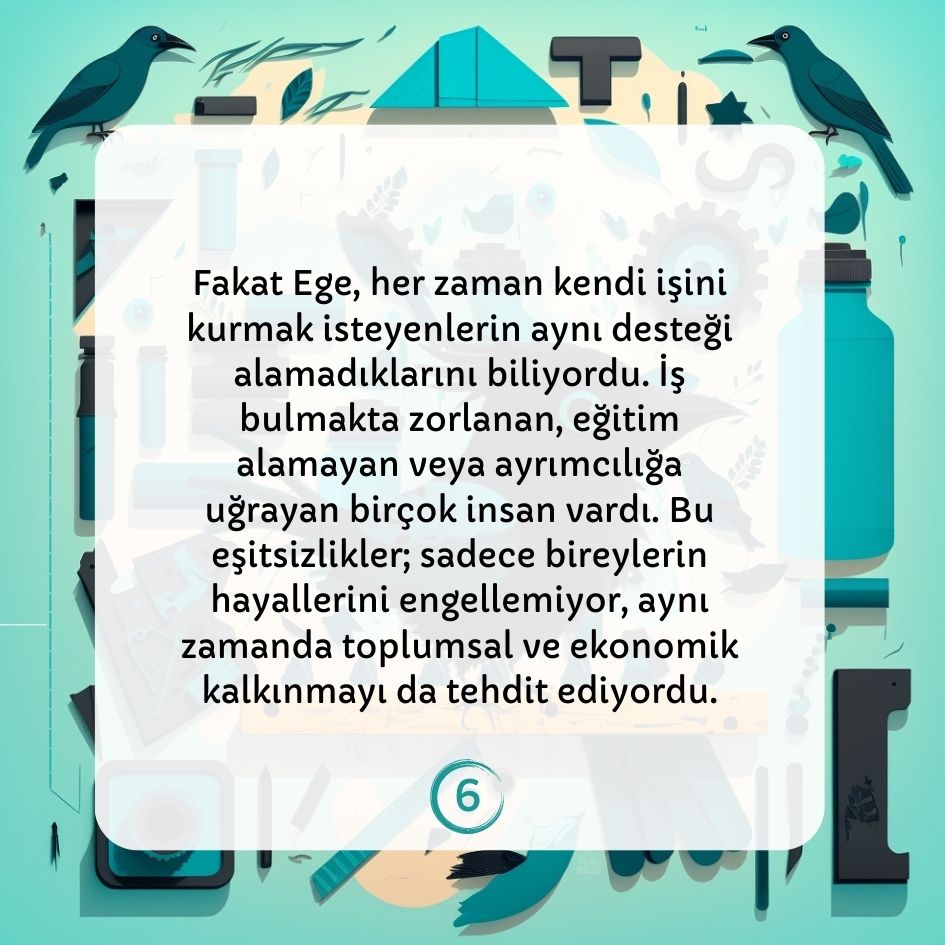 Fakat Ege, her zaman kendi işini
kurmak isteyenlerin aynı desteği
alamadıklarını biliyordu. İş
bulmakta zorlanan, eğitim
alamayan veya ayrımcılığa
uğrayan birçok insan vardı. Bu
eşitsizlikler; sadece bireylerin
hayallerini engellemiyor, aynı
zamanda toplumsal ve ekonomik
kalkınmayı da tehdit ediyordu.
6